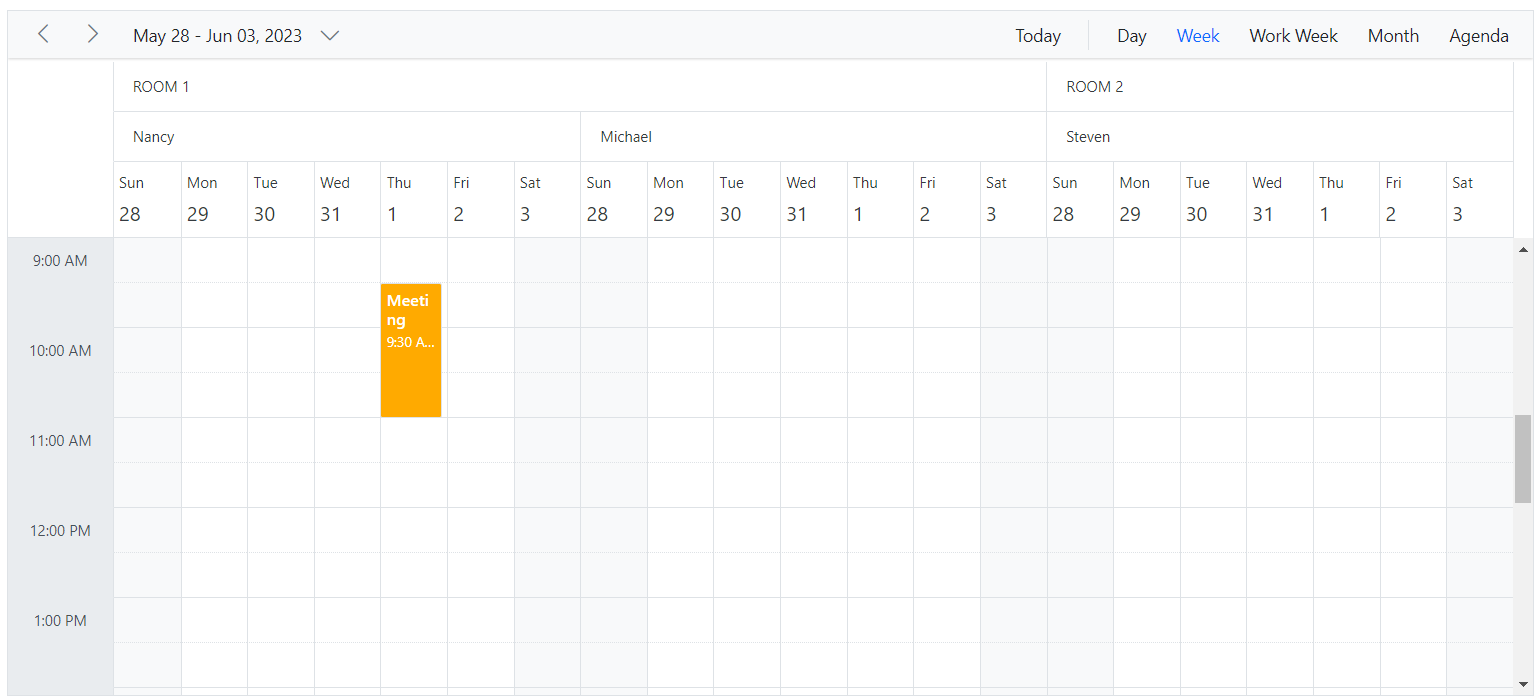 May 28 - Jun 03, 2023 Today Day Week Work Week Month Agenda
ROOM 1 ROOM 2
Nancy Michael Steven
Sun Mon Tue Wed Thu Fri Sat Sun Mon Tue Wed Thu Fri Sat Sun Mon Tue Wed Thu Fri Sat
28 29 30 31 1 2 3 28 29 30 31 1 2 3 28 29 30 31 1 2 3
9:00 AM
Meeti
ng
9:30 A...
10:00 AM
11:00 AM
12:00 PM
1:00 PM